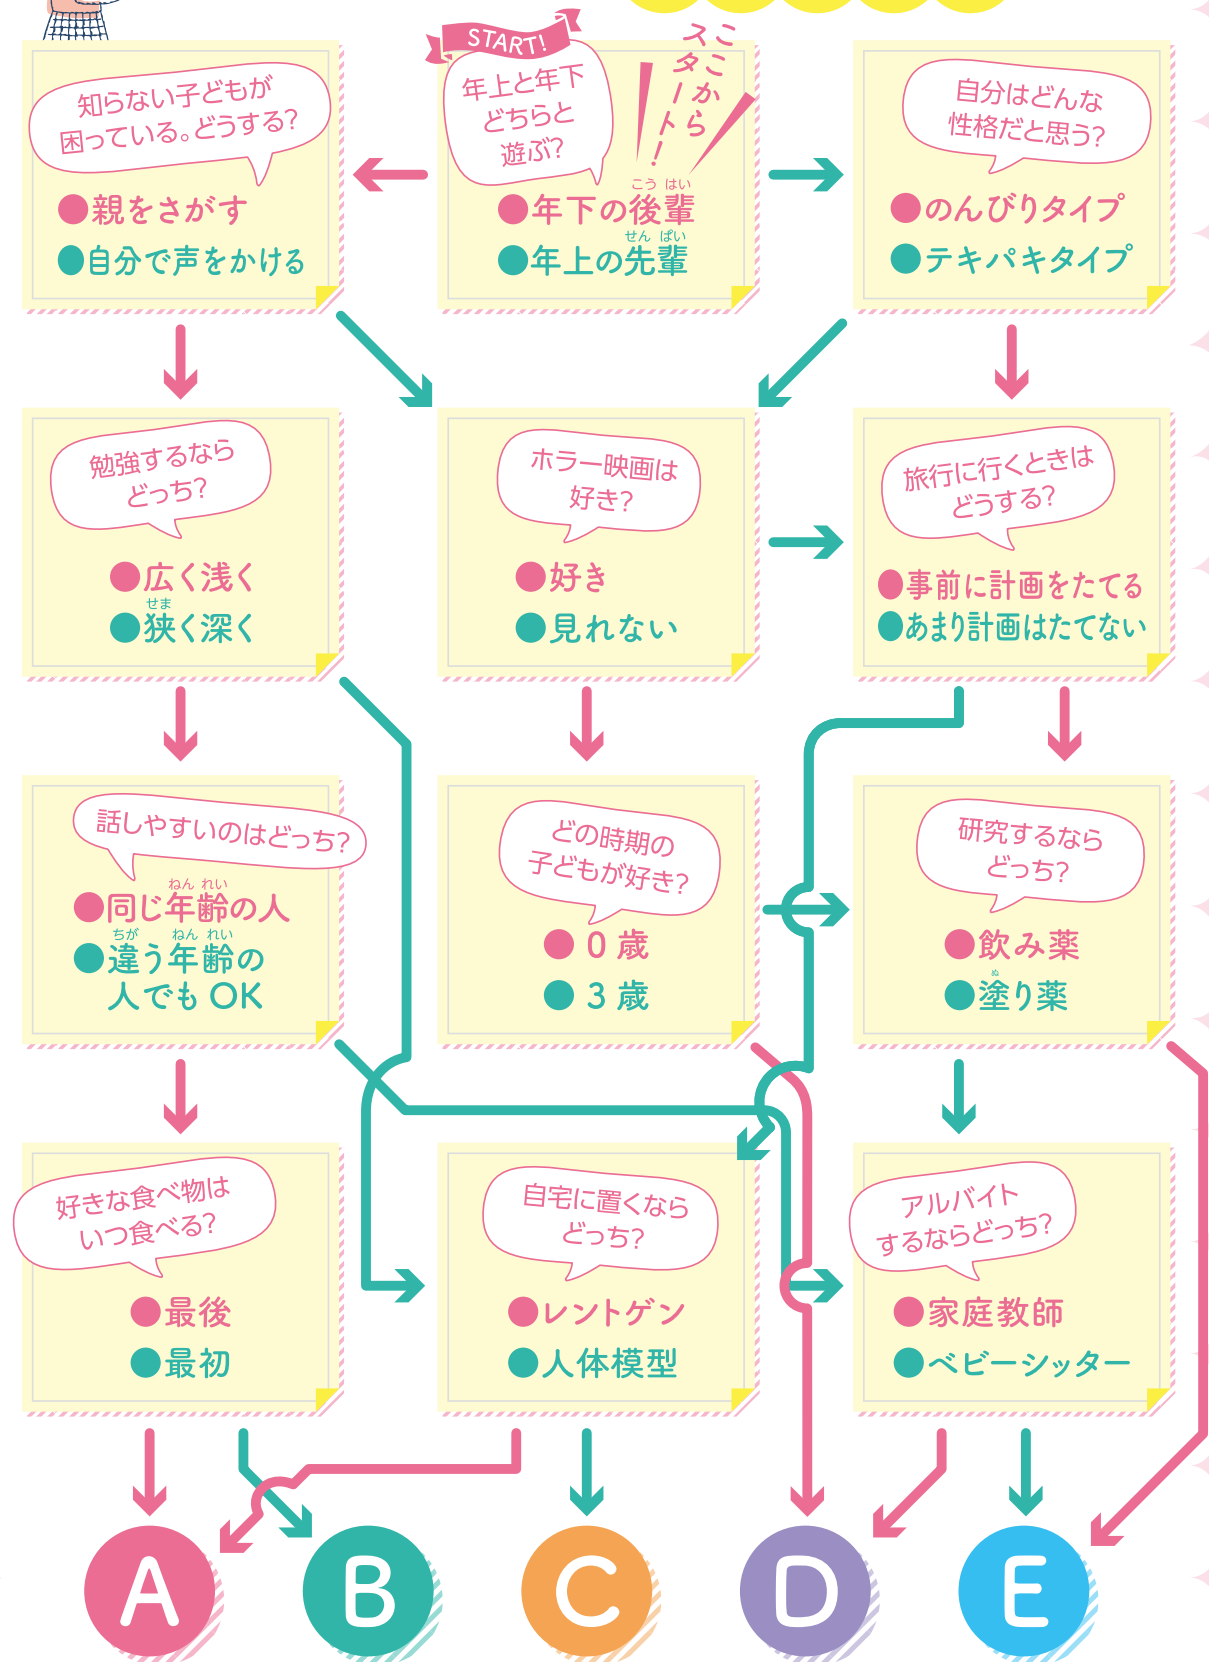 START!
ここから
スタート!
年上と年下
どちらと
遊ぶ?
●年下の後輩
こうはい
●年上の先輩
せんぱい
知らない子どもが
困っている。どうする?
●親をさがす
●自分で声をかける
自分はどんな
性格だと思う?
●のんびりタイプ
●テキパキタイプ
勉強するなら
どっち?
●広く浅く
●狭く深く
せま
ホラー映画は
好き?
●好き
●見れない
旅行に行くときは
どうする?
●事前に計画をたてる
●あまり計画はたてない
話しやすいのはどっち?
●同じ年齢の人
ねんれい
●違う年齢の
ちが ねんれい
人でもOK
どの時期の
子どもが好き?
●0歳
●3歳
研究するなら
どっち?
●飲み薬
●塗り薬
ぬ
好きな食べ物は
いつ食べる?
●最後
●最初
自宅に置くなら
どっち?
●レントゲン
●人体模型
アルバイト
するならどっち?
●家庭教師
●ベビーシッター
A
B
C
D
E